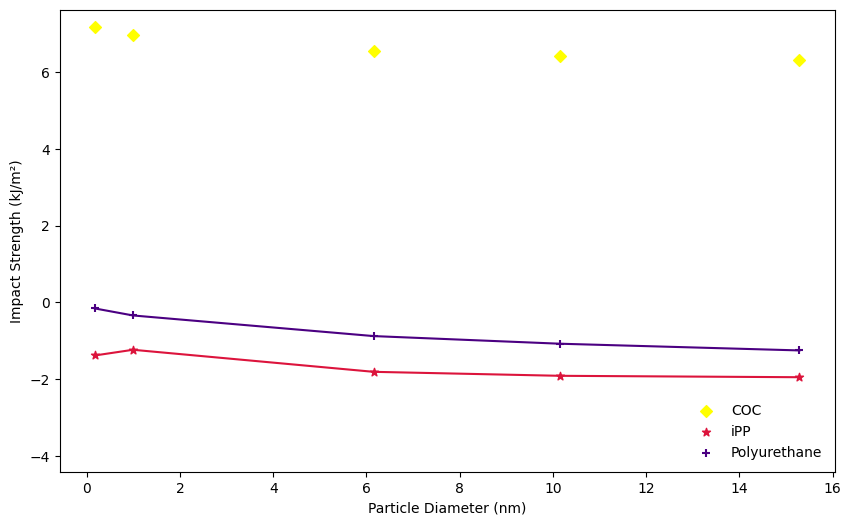 6
4
2
0
−2
−4
Impact Strength (kJ/m²)
0 2 4 6 8 10 12 14 16
Particle Diameter (nm)
COC
iPP
Polyurethane